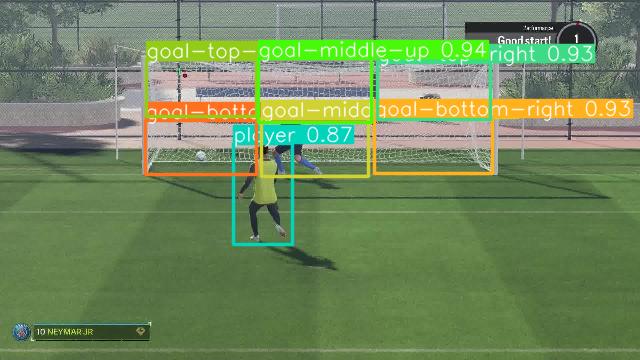 Performance
Good start! 1
goal-top- goal-middle-up 0.94 right 0.93
goal-botto goal-midd goal-bottom-right 0.93
player 0.87
10 NEYMAR JR